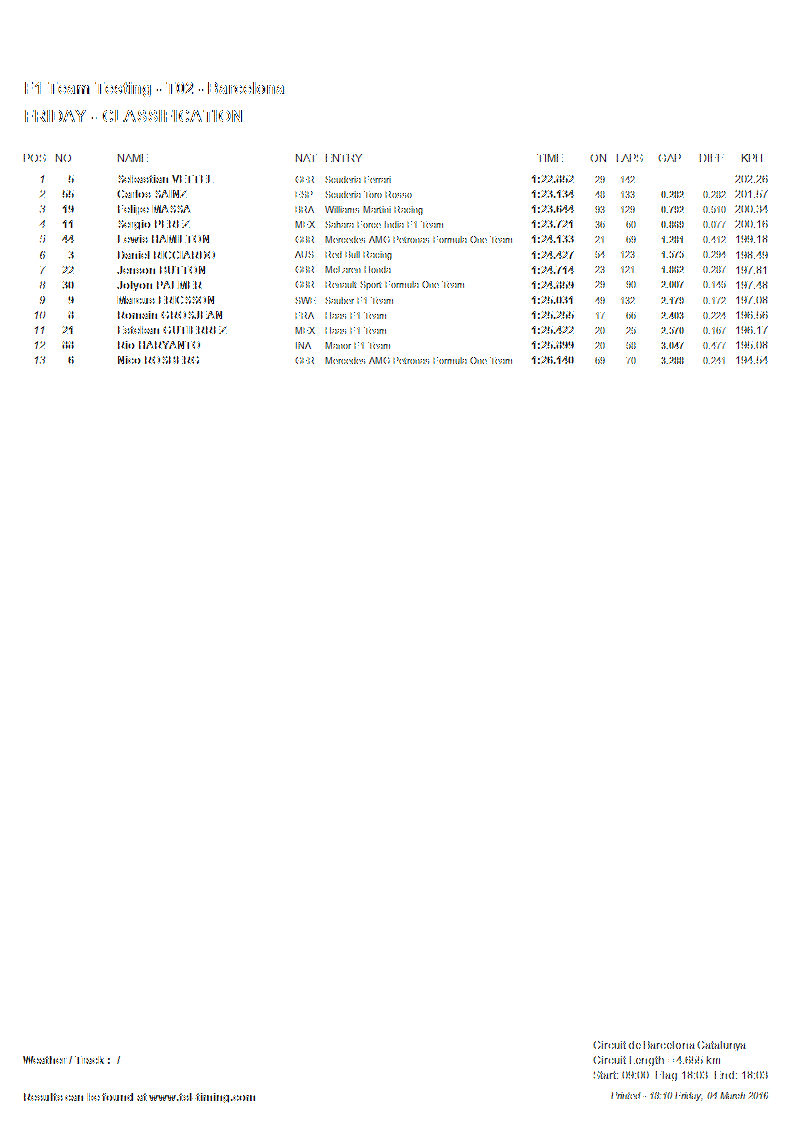 F1 Team Testing - T02 - Barcelona
FRIDAY - CLASSIFICATION
POS NO NAME NAT ENTRY TIME ON LAPS GAP DIFF KPH
1 5 Sebastian VETTEL GER Scuderia Ferrari 1:22.852 29 142 202.26
2 55 Carlos SAINZ ESP Scuderia Toro Rosso 1:23.134 48 133 0.282 0.282 201.57
3 19 Felipe MASSA BRA Williams Martini Racing 1:23.644 93 129 0.792 0.510 200.34
4 11 Sergio PEREZ MEX Sahara Force India F1 Team 1:23.721 36 60 0.869 0.077 200.16
5 44 Lewis HAMILTON GBR Mercedes AMG Petronas Formula One Team 1:24.133 21 69 1.281 0.412 199.18
6 3 Daniel RICCIARDO AUS Red Bull Racing 1:24.427 54 123 1.575 0.294 198.49
7 22 Jenson BUTTON GBR McLaren Honda 1:24.714 23 121 1.862 0.287 197.81
8 30 Jolyon PALMER GBR Renault Sport Formula One Team 1:24.859 29 90 2.007 0.145 197.48
9 9 Marcus ERICSSON SWE Sauber F1 Team 1:25.031 49 132 2.179 0.172 197.08
10 8 Romain GROSJEAN FRA Haas F1 Team 1:25.255 17 66 2.403 0.224 196.56
11 21 Esteban GUTIERREZ MEX Haas F1 Team 1:25.422 20 25 2.570 0.167 196.17
12 88 Rio HARYANTO INA Manor F1 Team 1:25.899 20 58 3.047 0.477 195.08
13 6 Nico ROSBERG GER Mercedes AMG Petronas Formula One Team 1:26.140 69 70 3.288 0.241 194.54
Circuit de Barcelona Catalunya
Weather / Track : /
Circuit Length = 4.655 km
Start: 09:00 Flag 18:03 End: 18:03
Results can be found at www.tsl-timing.com
Printed - 18:10 Friday, 04 March 2016